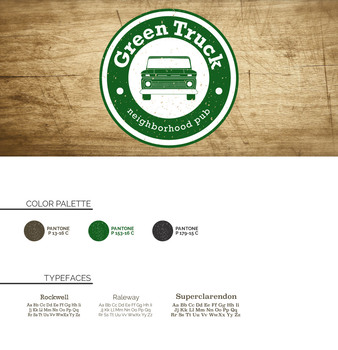 Green Truck
neighborhood pub
COLOR PALETTE
PANTONE
P 13-16 C
PANTONE
P 153-16 C
PANTONE
P 179-15 C
TYPEFACES
Rockwell
Aa Bb Cc Dd Ee Ff
Gg Hh Ii Jj Kk Ll Mm
Nn Oo Pp Qq Rr Ss
Tt Uu Vv Ww Xx Yy Zz
Raleway
Aa Bb Cc Dd Ee Ff Gg
Hh Ii Jj Kk Ll Mm Nn
Oo Pp Qq Rr Ss Tt Uu
Vv Ww Xx Yy Zz
Superclarendon
Aa Bb Cc Dd Ee Ff
Gg Hh Ii Jj Kk Ll Mm
Nn Oo Pp Qq Rr Ss Tt
Uu Vv Ww Xx Yy Zz